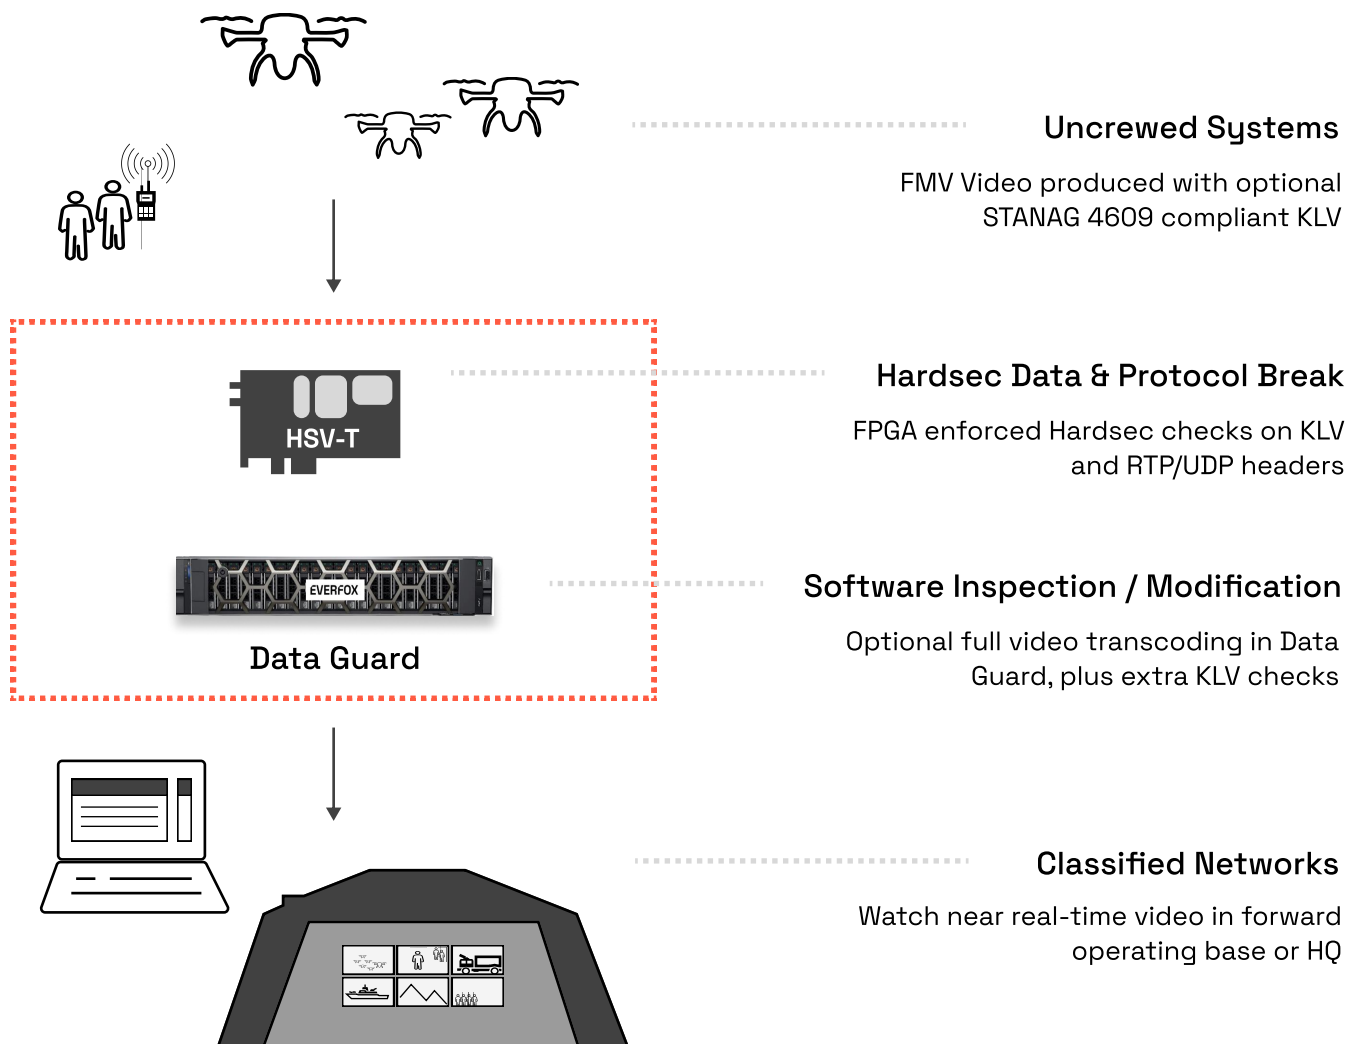 Uncrewed Systems
FMV Video produced with optional
STANAG 4609 compliant KLV
HSV-T
Hardsec Data & Protocol Break
FPGA enforced Hardsec checks on KLV
and RTP/UDP headers
EVERFOX
Data Guard
Software Inspection / Modification
Optional full video transcoding in Data
Guard, plus extra KLV checks
Classified Networks
Watch near real-time video in forward
operating base or HQ